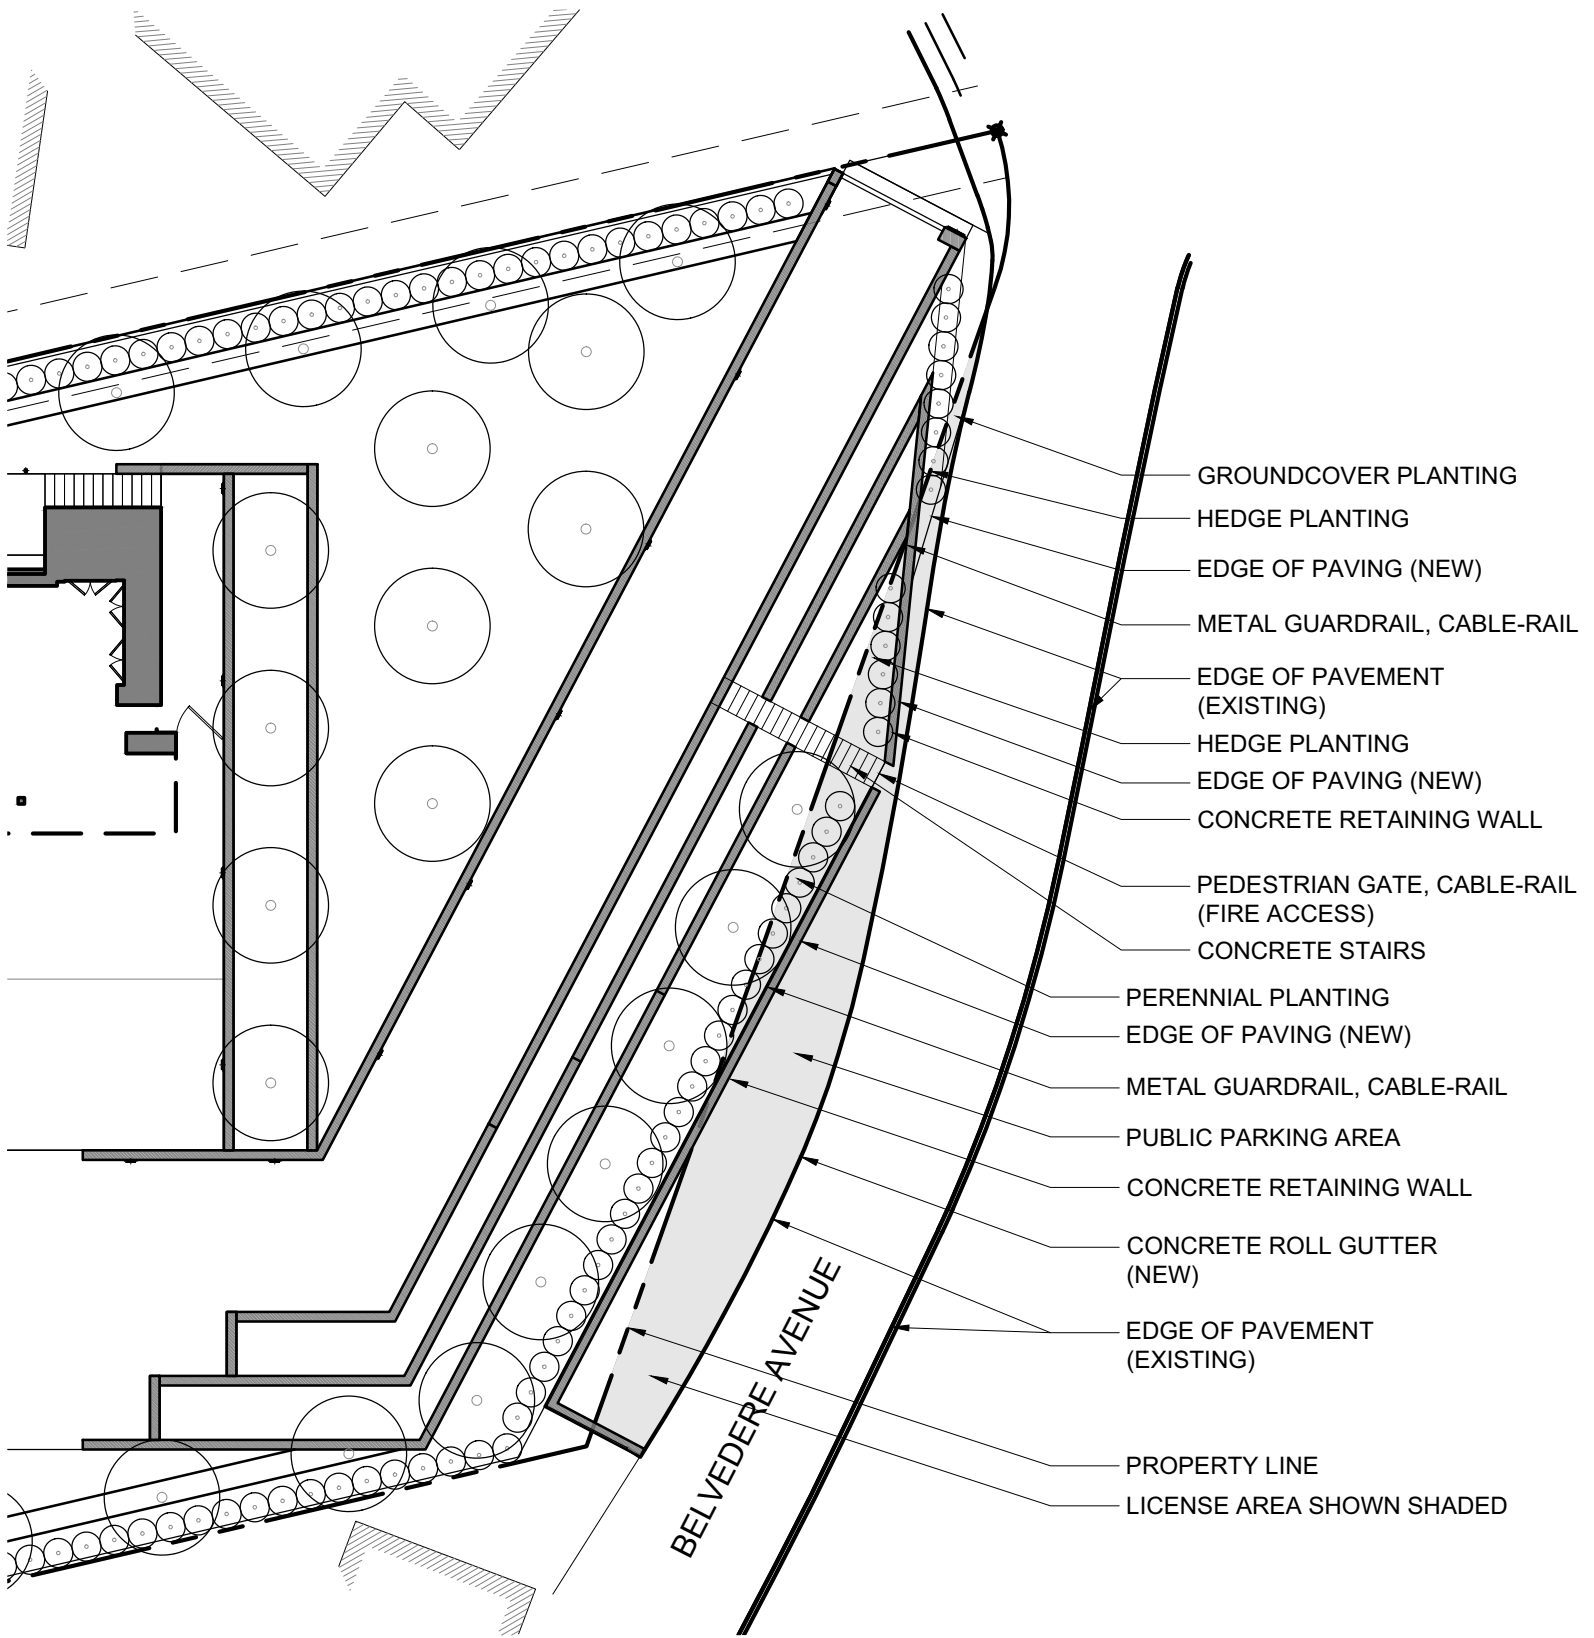 GROUNDCOVER PLANTING
HEDGE PLANTING
EDGE OF PAVING (NEW)
METAL GUARDRAIL, CABLE-RAIL
EDGE OF PAVEMENT
(EXISTING)
HEDGE PLANTING
EDGE OF PAVING (NEW)
CONCRETE RETAINING WALL
PEDESTRIAN GATE, CABLE-RAIL
(FIRE ACCESS)
CONCRETE STAIRS
PERENNIAL PLANTING
EDGE OF PAVING (NEW)
METAL GUARDRAIL, CABLE-RAIL
PUBLIC PARKING AREA
CONCRETE RETAINING WALL
CONCRETE ROLL GUTTER
(NEW)
EDGE OF PAVEMENT
(EXISTING)
PROPERTY LINE
LICENSE AREA SHOWN SHADED
BELVEDERE AVENUE